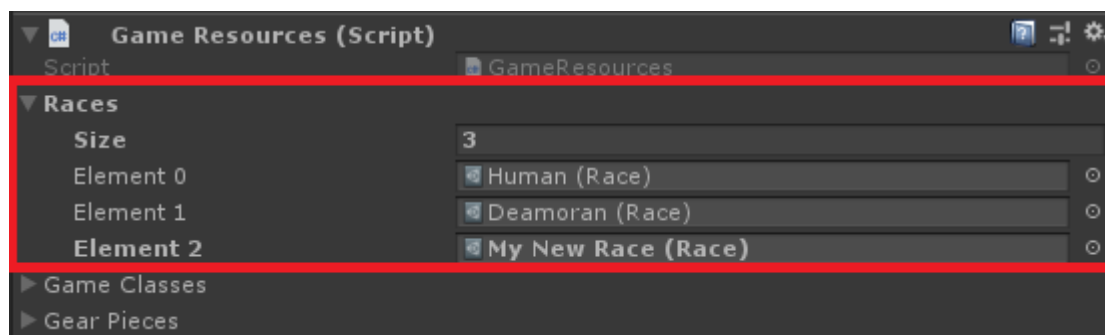 Game Resources (Script)
Script GameResources
Races
Size 3
Element 0 Human (Race)
Element 1 Deamoran (Race)
Element 2 My New Race (Race)
Game Classes
Gear Pieces